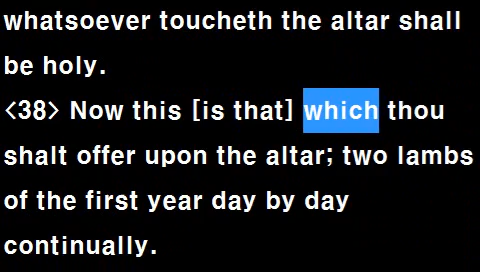 whatsoever toucheth the altar shall
be holy.
<38> Now this [is that] which thou
shalt offer upon the altar; two lambs
of the first year day by day
continually.